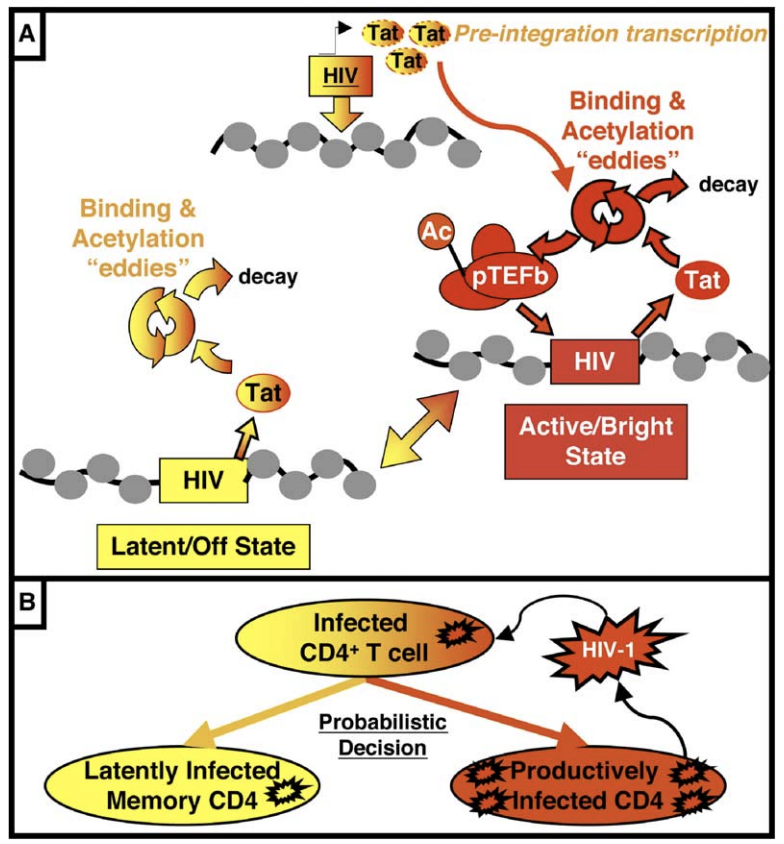 A
Tat Tat Pre-integration transcription
Tat
HIV
Binding &
Acetylation
“eddies”
decay
Ac
pTEFb
Tat
HIV
Active/Bright
State
Binding &
Acetylation
“eddies”
decay
Tat
HIV
Latent/Off State
B
Infected
CD4⁺ T cell
HIV-1
Probabilistic
Decision
Latently Infected
Memory CD4
Productively
Infected CD4